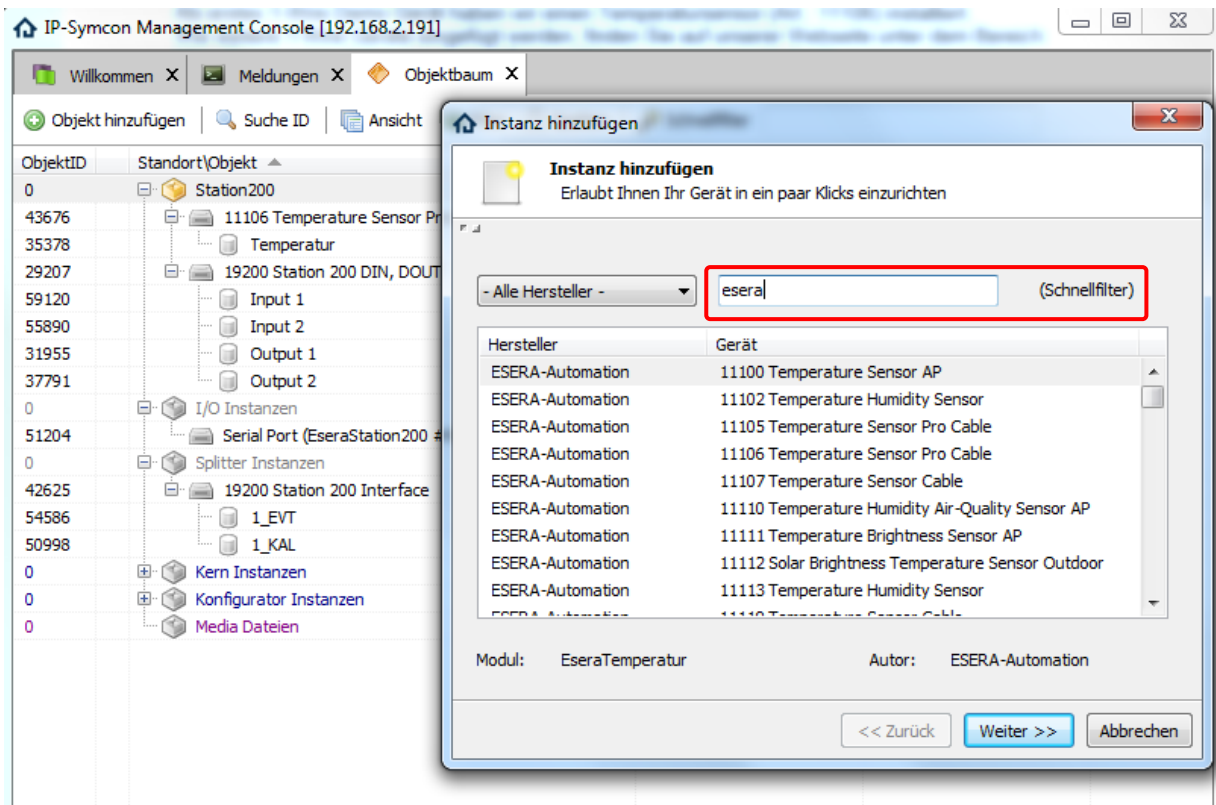 IP-Symcon Management Console [192.168.2.191]
Willkommen X Meldungen X Objektbaum X
Objekt hinzufügen Suche ID Ansicht
ObjektID Standort\Objekt
0 Station200
43676 11106 Temperature Sensor Pr
35378 Temperatur
29207 19200 Station 200 DIN, DOUT
59120 Input 1
55890 Input 2
31955 Output 1
37791 Output 2
0 I/O Instanzen
51204 Serial Port (EseraStation200 #
0 Splitter Instanzen
42625 19200 Station 200 Interface
54586 1_EVT
50998 1_KAL
0 Kern Instanzen
0 Konfigurator Instanzen
0 Media Dateien
Instanz hinzufügen
Instanz hinzufügen
Erlaubt Ihnen Ihr Gerät in ein paar Klicks einzurichten
- Alle Hersteller - esera (Schnellfilter)
Hersteller Gerät
ESERA-Automation 11100 Temperature Sensor AP
ESERA-Automation 11102 Temperature Humidity Sensor
ESERA-Automation 11105 Temperature Sensor Pro Cable
ESERA-Automation 11106 Temperature Sensor Pro Cable
ESERA-Automation 11107 Temperature Sensor Cable
ESERA-Automation 11110 Temperature Humidity Air-Quality Sensor AP
ESERA-Automation 11111 Temperature Brightness Sensor AP
ESERA-Automation 11112 Solar Brightness Temperature Sensor Outdoor
ESERA-Automation 11113 Temperature Humidity Sensor
Modul: EseraTemperatur Autor: ESERA-Automation
<< Zurück Weiter >> Abbrechen